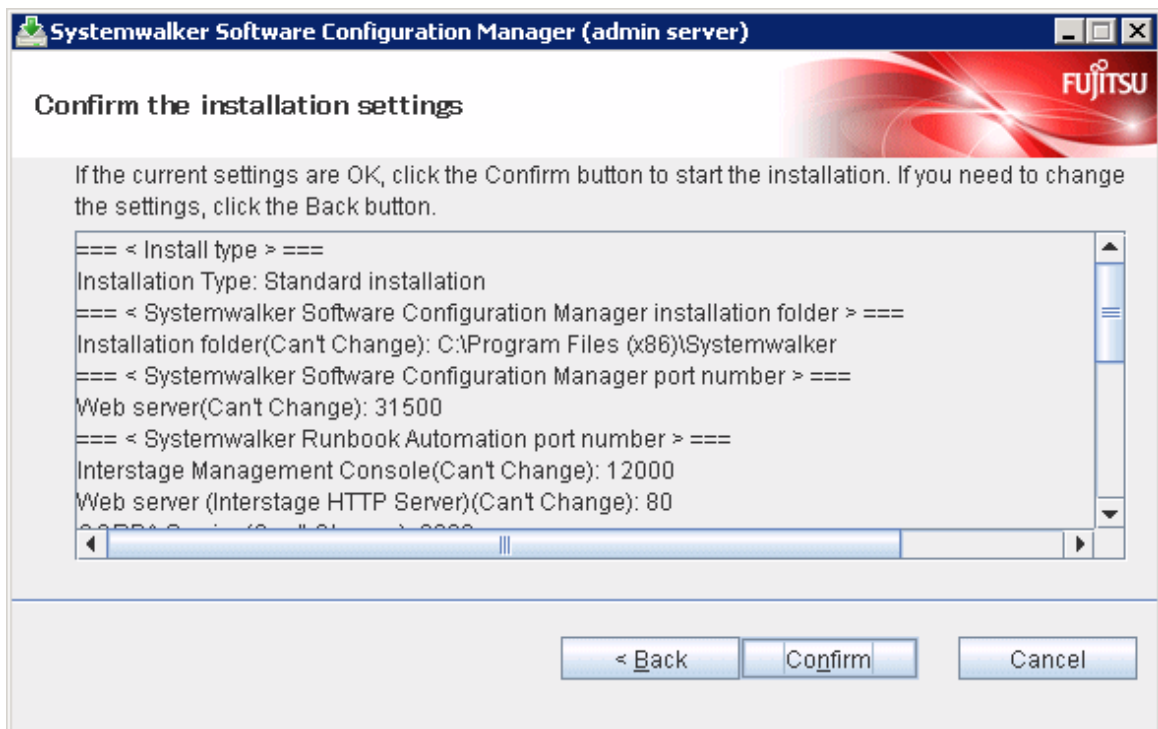 Systemwalker Software Configuration Manager (admin server)
FUJITSU
Confirm the installation settings
If the current settings are OK, click the Confirm button to start the installation. If you need to change
the settings, click the Back button.
=== < Install type > ===
Installation Type: Standard installation
=== < Systemwalker Software Configuration Manager installation folder > ===
Installation folder(Can't Change): C:\Program Files (x86)\Systemwalker
=== < Systemwalker Software Configuration Manager port number > ===
Web server(Can't Change): 31500
=== < Systemwalker Runbook Automation port number > ===
Interstage Management Console(Can't Change): 12000
Web server (Interstage HTTP Server)(Can't Change): 80
< Back
Confirm
Cancel